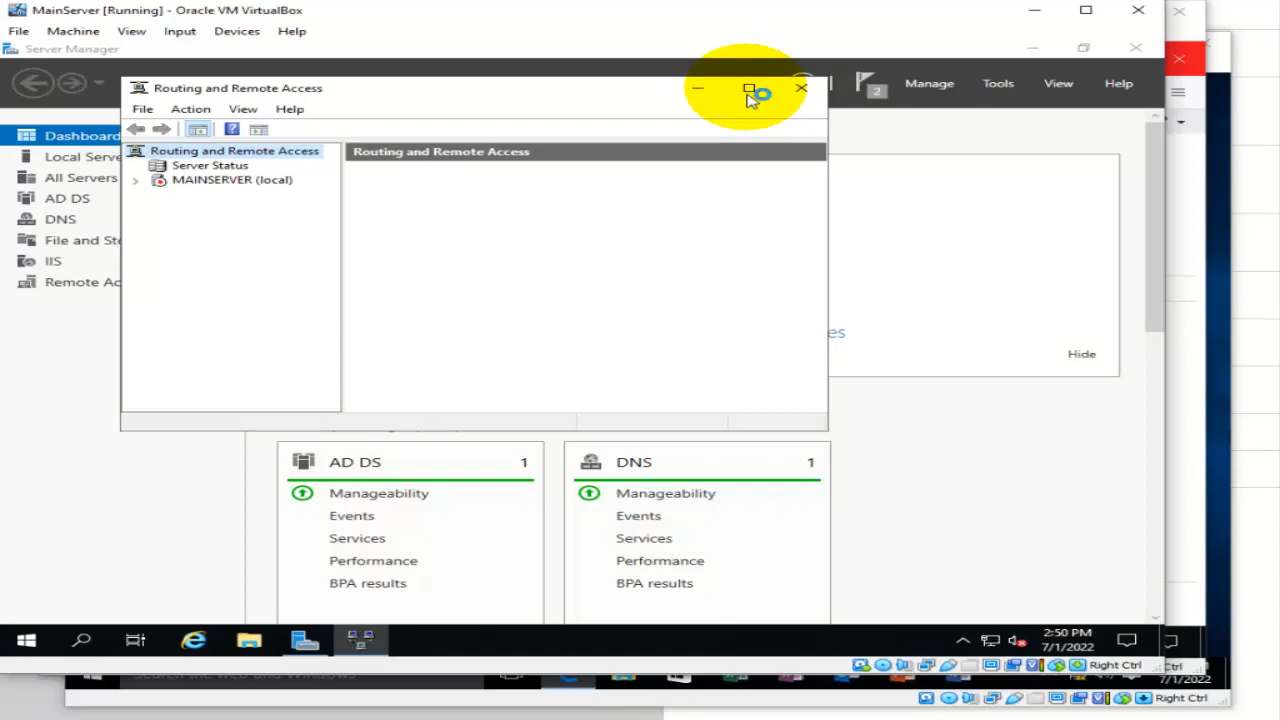 MainServer [Running] - Oracle VM VirtualBox
File Machine View Input Devices Help
Server Manager
Manage Tools View Help
2
Routing and Remote Access
File Action View Help
Routing and Remote Access
Server Status
MAINSERVER (local)
Routing and Remote Access
Dashboard
Local Serve
All Servers
AD DS
DNS
File and Sto
IIS
Remote Ac
es
Hide
AD DS 1
Manageability
Events
Services
Performance
BPA results
DNS 1
Manageability
Events
Services
Performance
BPA results
2:50 PM
7/1/2022
Right Ctrl
Ctrl
7/1/2022
Right Ctrl